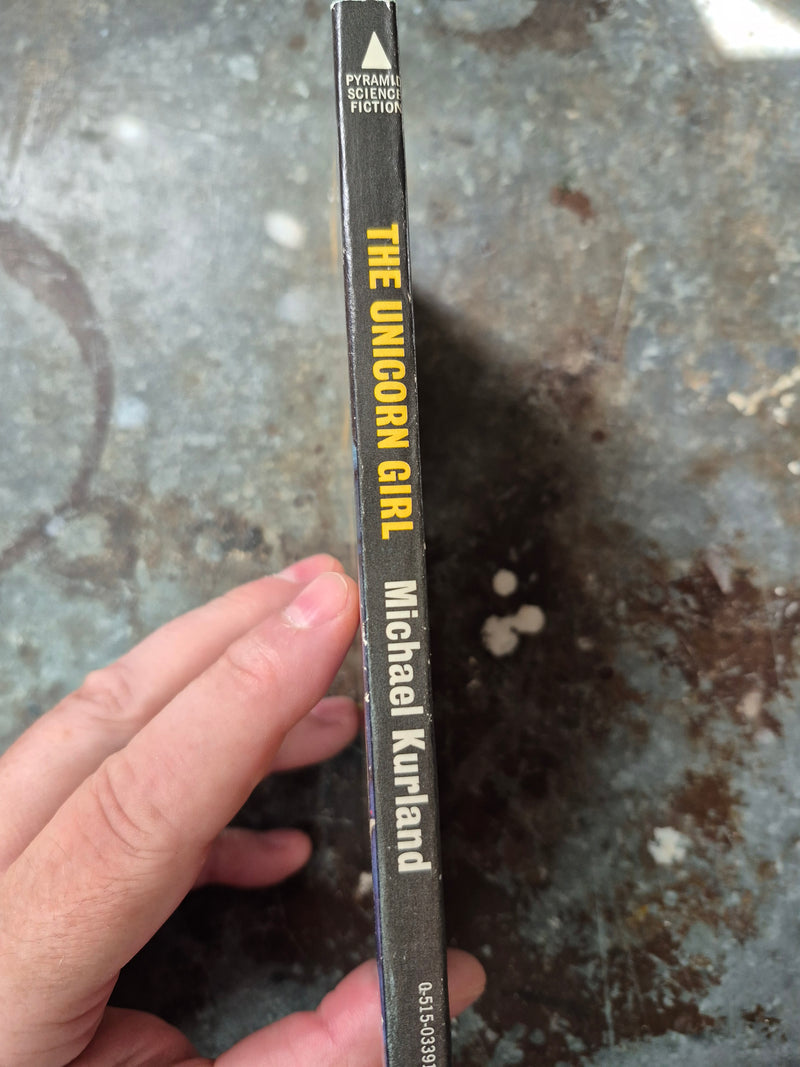 PYRAMID
SCIENCE
FICTION
THE UNICORN GIRL
Michael Kurland
0-515-03391